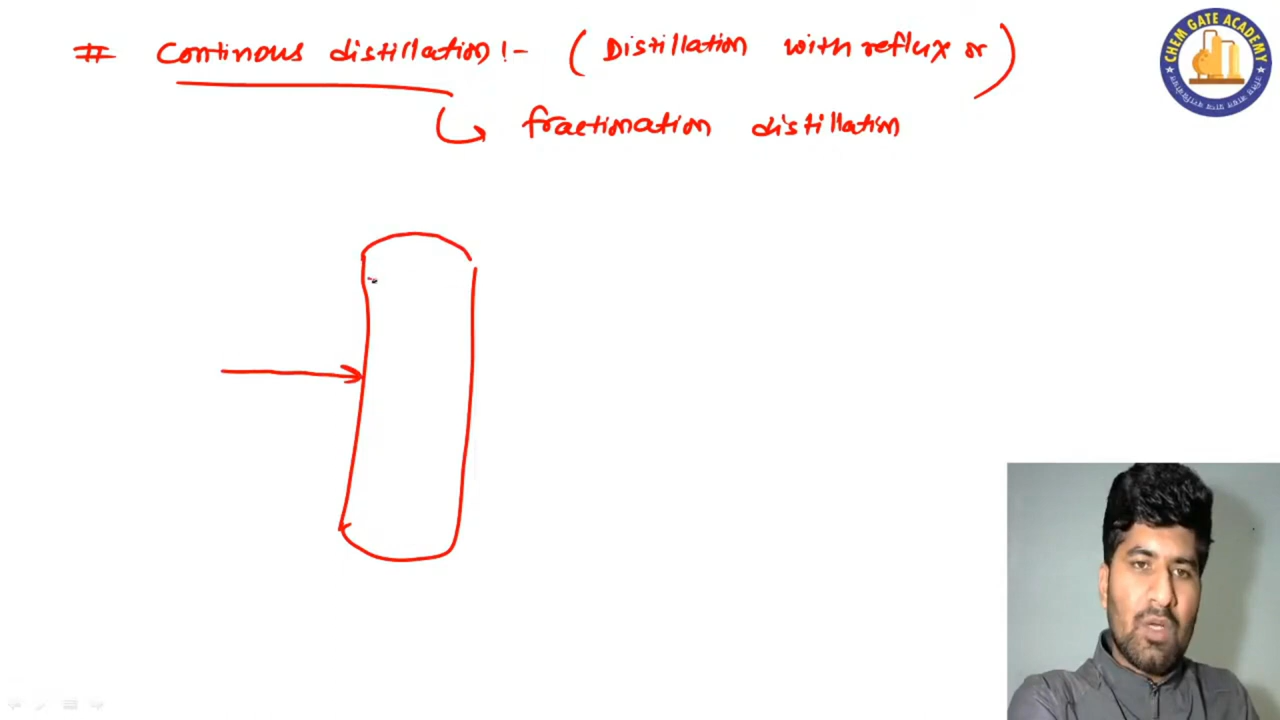 # Continous distillation :- ( Distillation with reflux or )
fractionation distillation
CHEM GATE ACADEMY